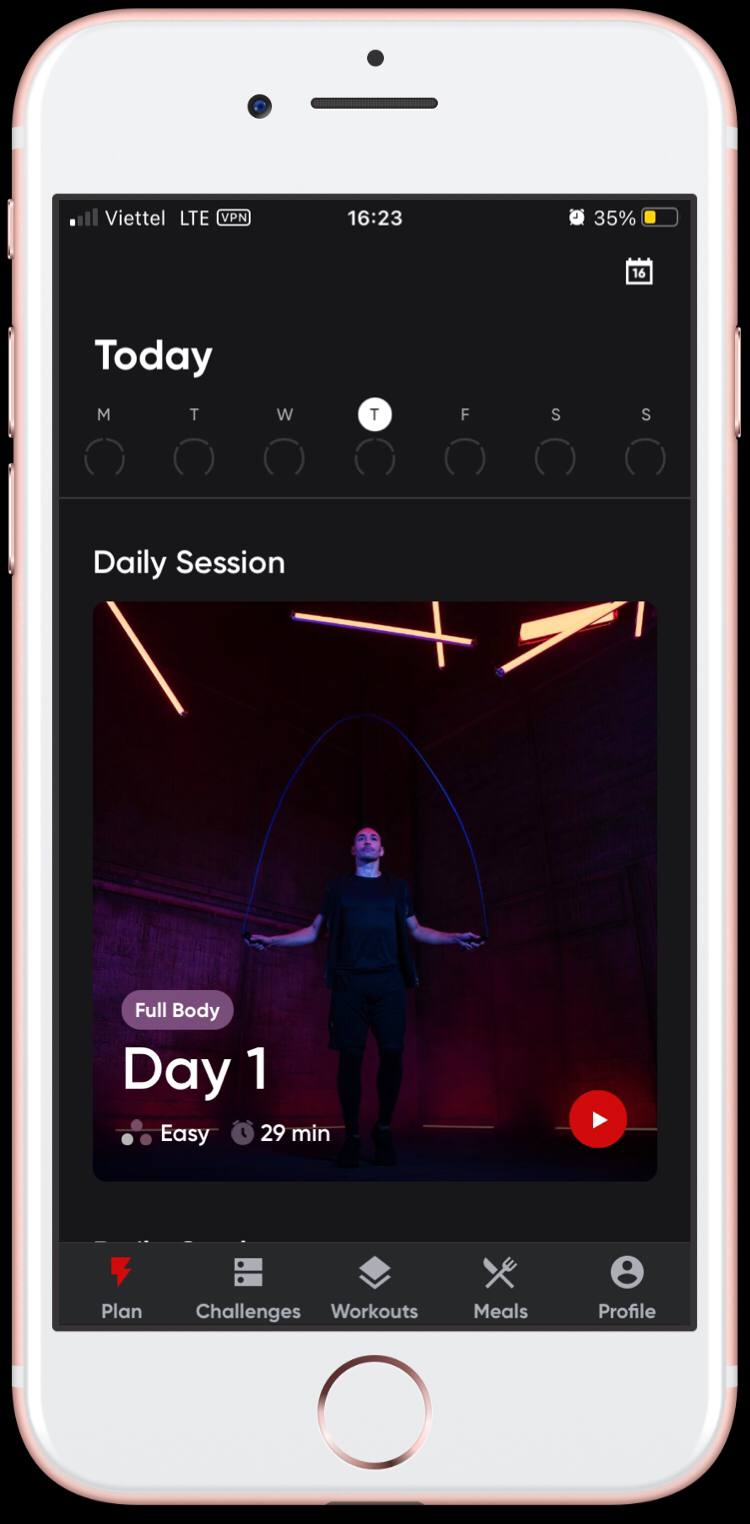 Viettel LTE VPN 16:23 35%
16
Today
M T W T F S S
Daily Session
Full Body
Day 1
Easy 29 min
Plan Challenges Workouts Meals Profile